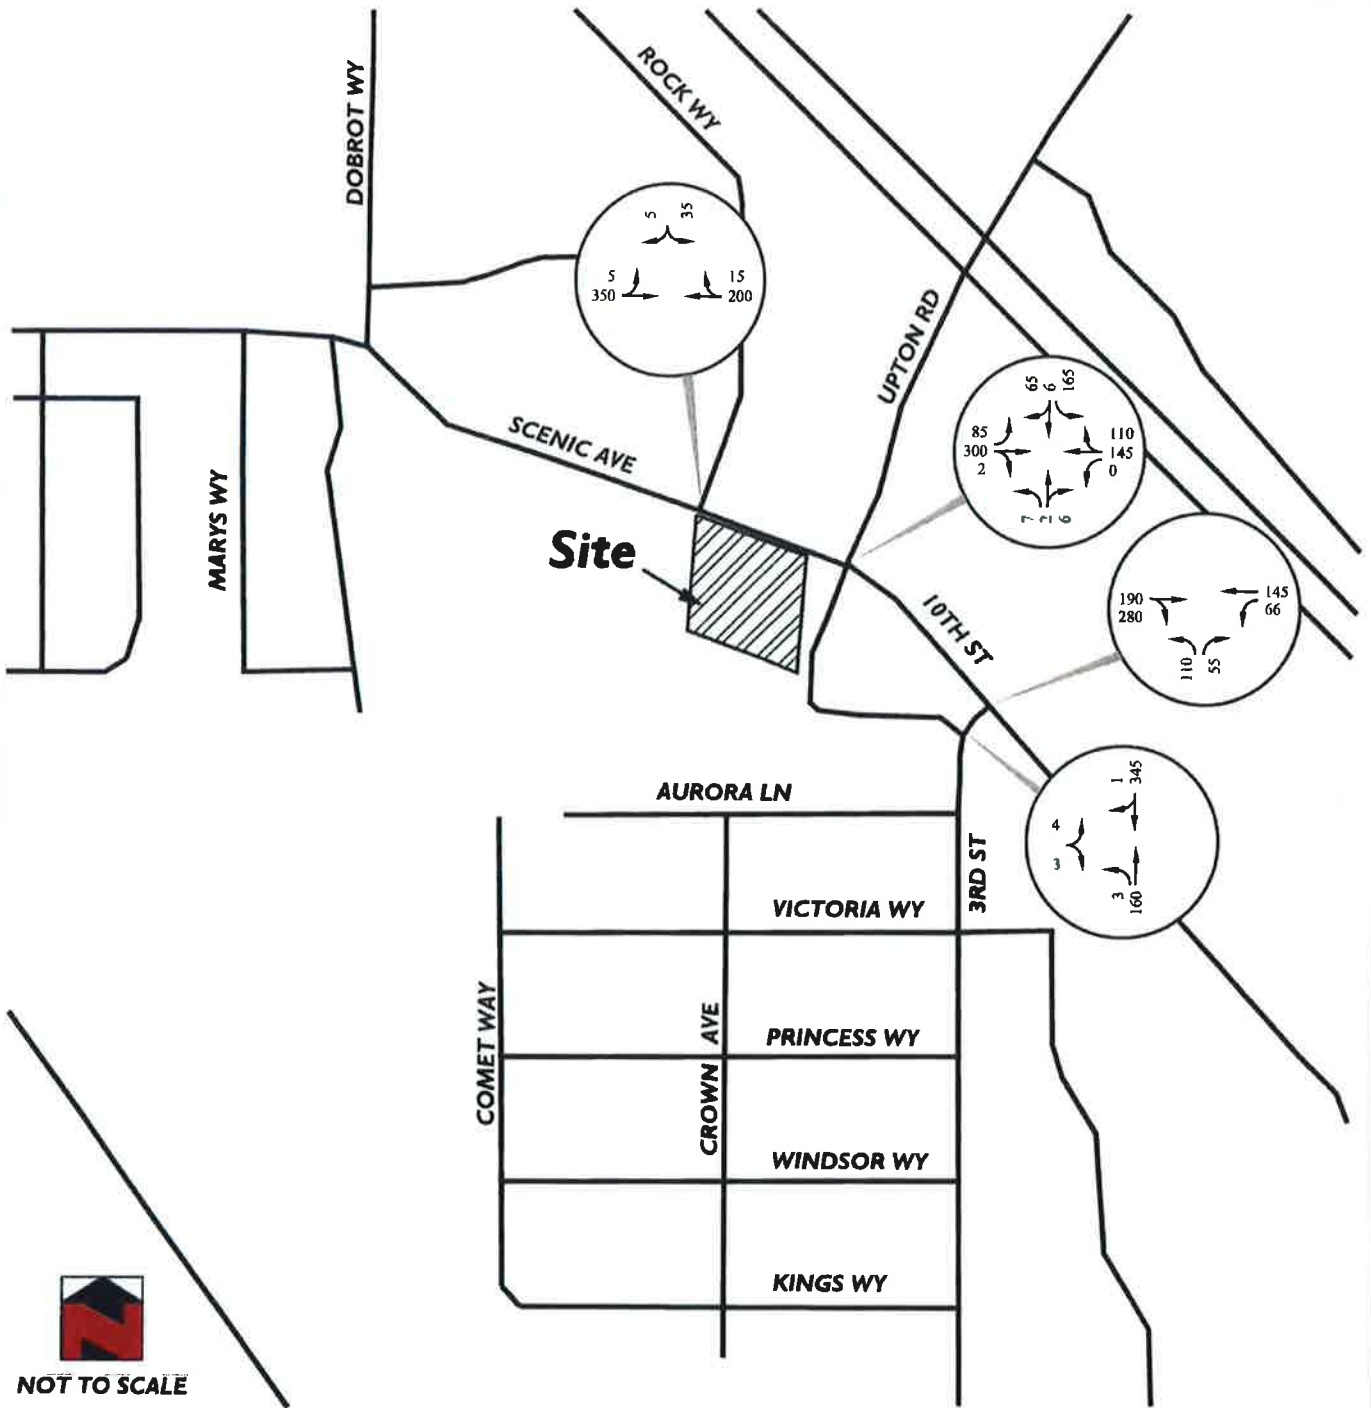 DOBROT WY
ROCK WY
5 35
5
350
15
200
UPTON RD
65 6 165
85
300
2
110
145
0
SCENIC AVE
MARYS WY
Site
10TH ST
190
280
145
66
110 55
1 345
4
3
3 160
AURORA LN
3RD ST
VICTORIA WY
COMET WAY
CROWN AVE
PRINCESS WY
WINDSOR WY
KINGS WY
N
NOT TO SCALE